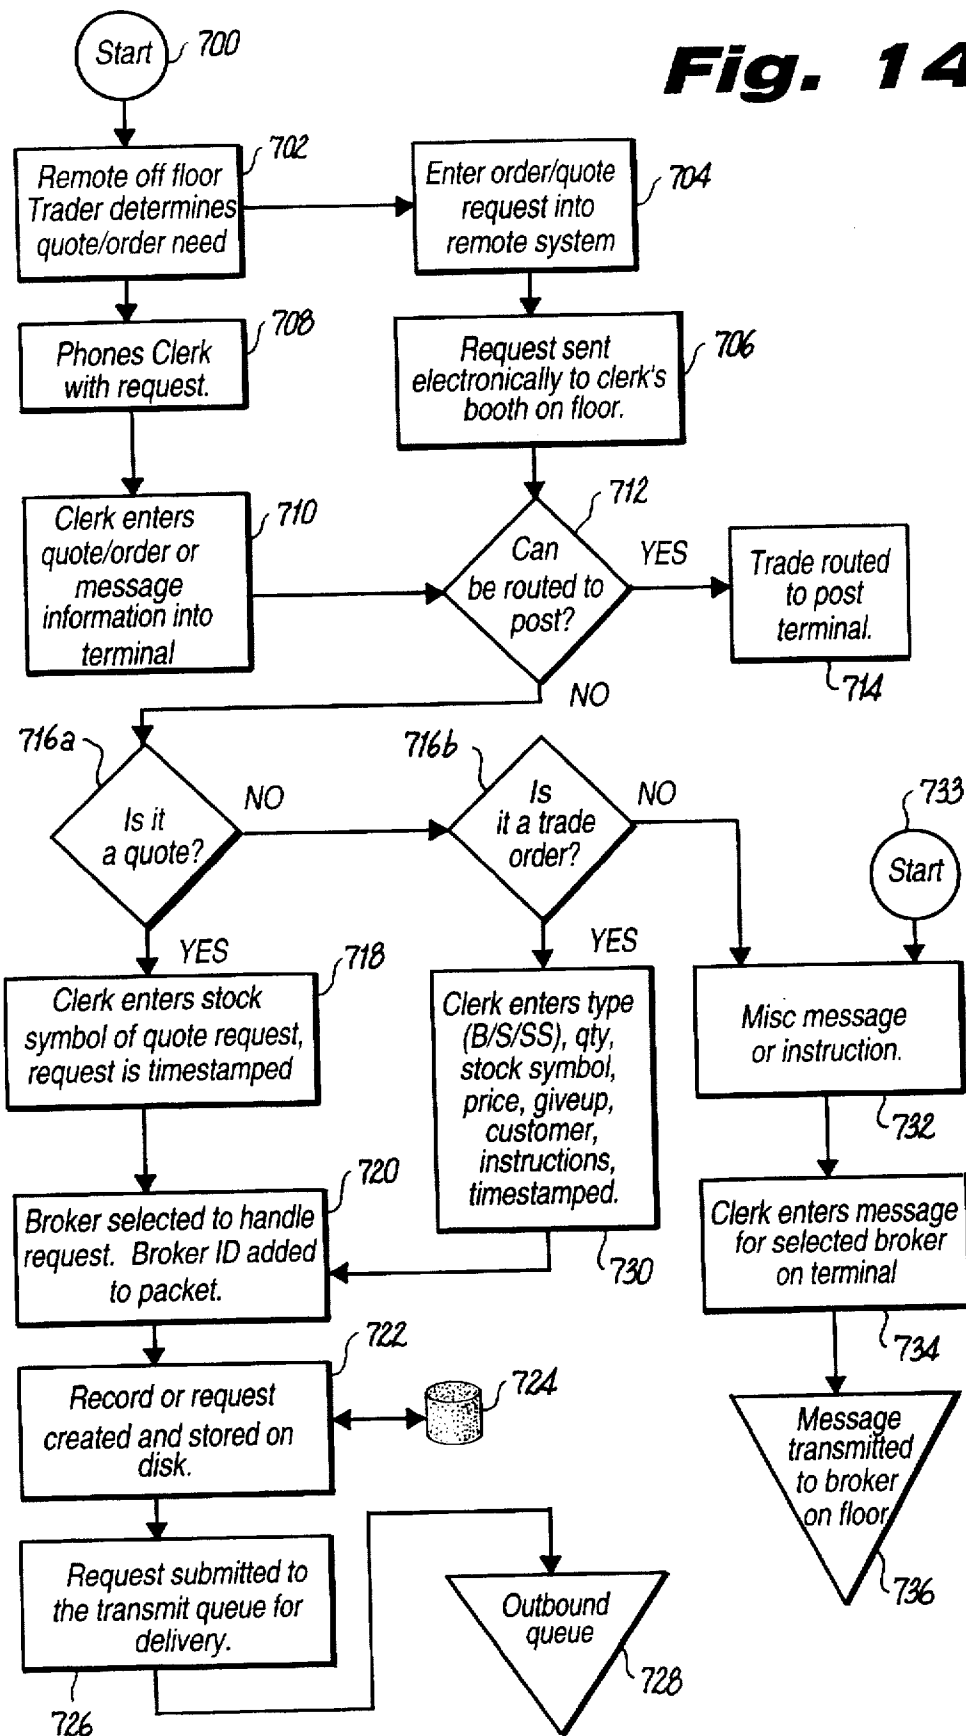 Start
700
Fig. 14
Remote off floor
Trader determines
quote/order need
702
Enter order/quote
request into
remote system
704
Phones Clerk
with request.
708
Request sent
electronically to clerk's
booth on floor.
706
Clerk enters
quote/order or
message
information into
terminal
710
Can
be routed to
post?
712
YES
Trade routed
to post
terminal.
714
NO
716a
Is it
a quote?
NO
716b
Is
it a trade
order?
NO
733
Start
YES
718
Clerk enters stock
symbol of quote request,
request is timestamped
YES
Clerk enters type
(B/S/SS), qty,
stock symbol,
price, giveup,
customer,
instructions,
timestamped.
730
Misc message
or instruction.
732
720
Broker selected to handle
request. Broker ID added
to packet.
Clerk enters message
for selected broker
on terminal
734
722
Record or request
created and stored on
disk.
724
Message
transmitted
to broker
on floor
736
Request submitted to
the transmit queue for
delivery.
726
Outbound
queue
728